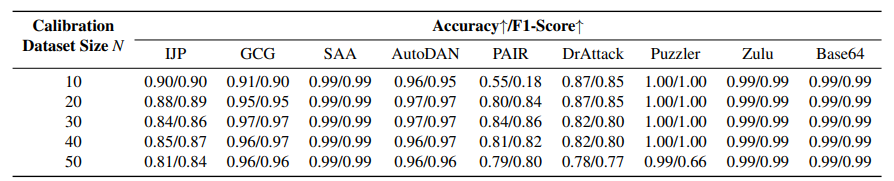 Calibration Dataset Size N Accuracy↑/F1-Score↑
IJP GCG SAA AutoDAN PAIR DrAttack Puzzler Zulu Base64
10 0.90/0.90 0.91/0.90 0.99/0.99 0.96/0.95 0.55/0.18 0.87/0.85 1.00/1.00 0.99/0.99 0.99/0.99
20 0.88/0.89 0.95/0.95 0.99/0.99 0.97/0.97 0.80/0.84 0.87/0.85 1.00/1.00 0.99/0.99 0.99/0.99
30 0.84/0.86 0.97/0.97 0.99/0.99 0.97/0.97 0.84/0.86 0.82/0.80 1.00/1.00 0.99/0.99 0.99/0.99
40 0.85/0.87 0.96/0.97 0.99/0.99 0.96/0.97 0.81/0.82 0.82/0.80 1.00/1.00 0.99/0.99 0.99/0.99
50 0.81/0.84 0.96/0.96 0.99/0.99 0.96/0.96 0.79/0.80 0.78/0.77 0.99/0.66 0.99/0.99 0.99/0.99